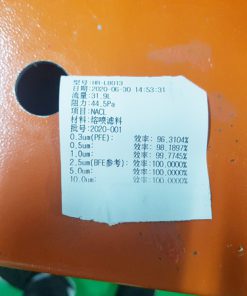 型号:HR-LB013
日期:2020-06-30 14:53:31
流量:31.9L
阻力:44.5Pa
项目:NACL
材料:熔喷滤料
批号:2020-001
0.3um(PFE): 效率: 96.3104%
0.5um: 效率: 98.1897%
1.0um: 效率: 99.7745%
2.5um(BFE参考): 效率:100.0000%
5.0um: 效率:100.0000%
10.0um: 效率:100.0000%